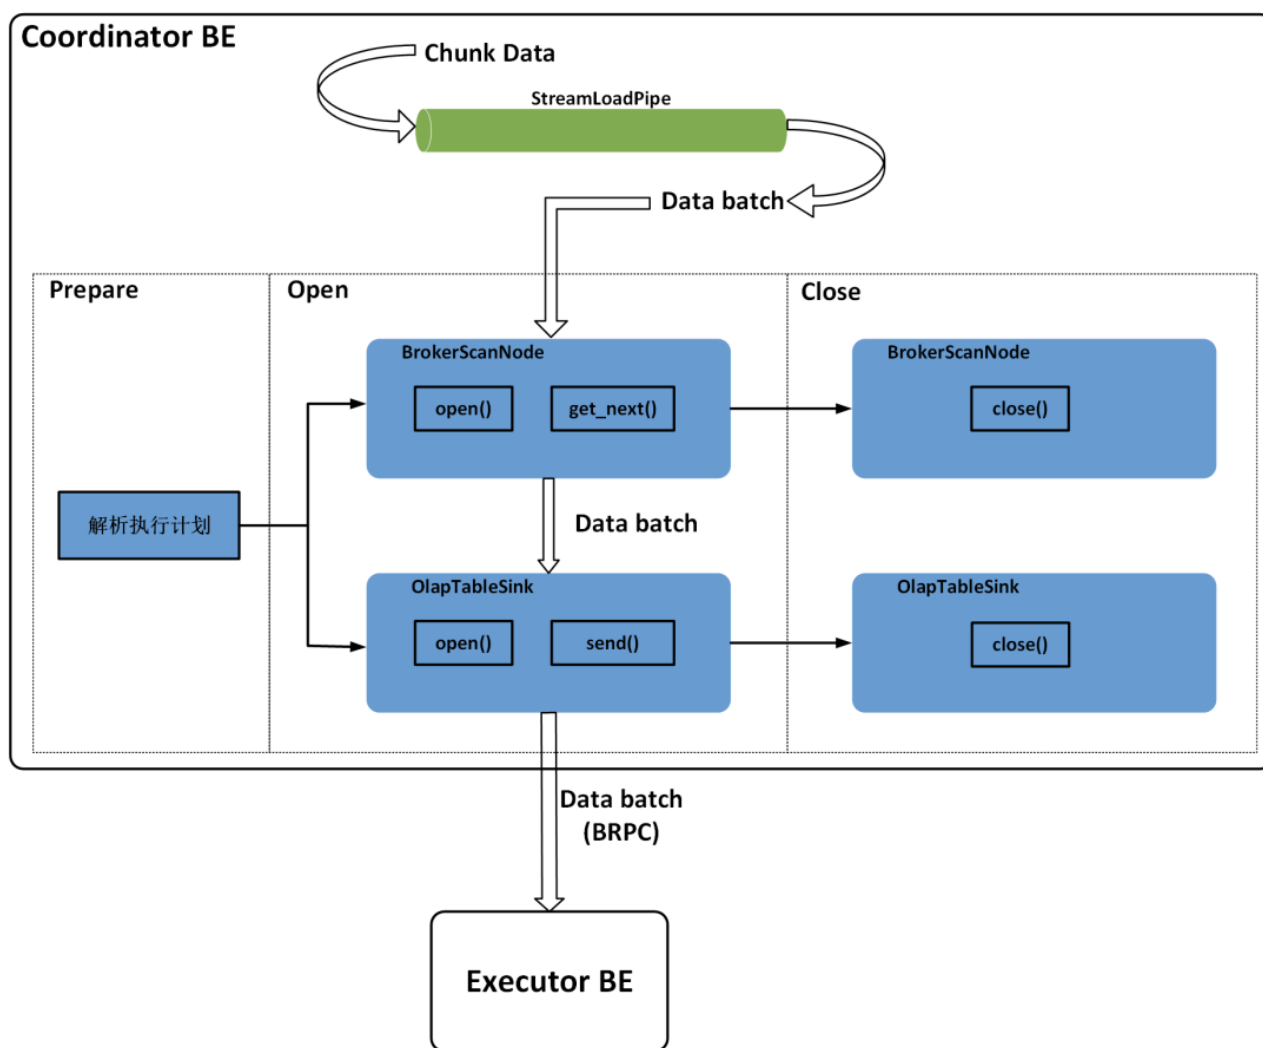 Coordinator BE
Chunk Data
StreamLoadPipe
Data batch
Prepare
Open
Close
BrokerScanNode
open()
get_next()
BrokerScanNode
close()
解析执行计划
Data batch
OlapTableSink
open()
send()
OlapTableSink
close()
Data batch
(BRPC)
Executor BE